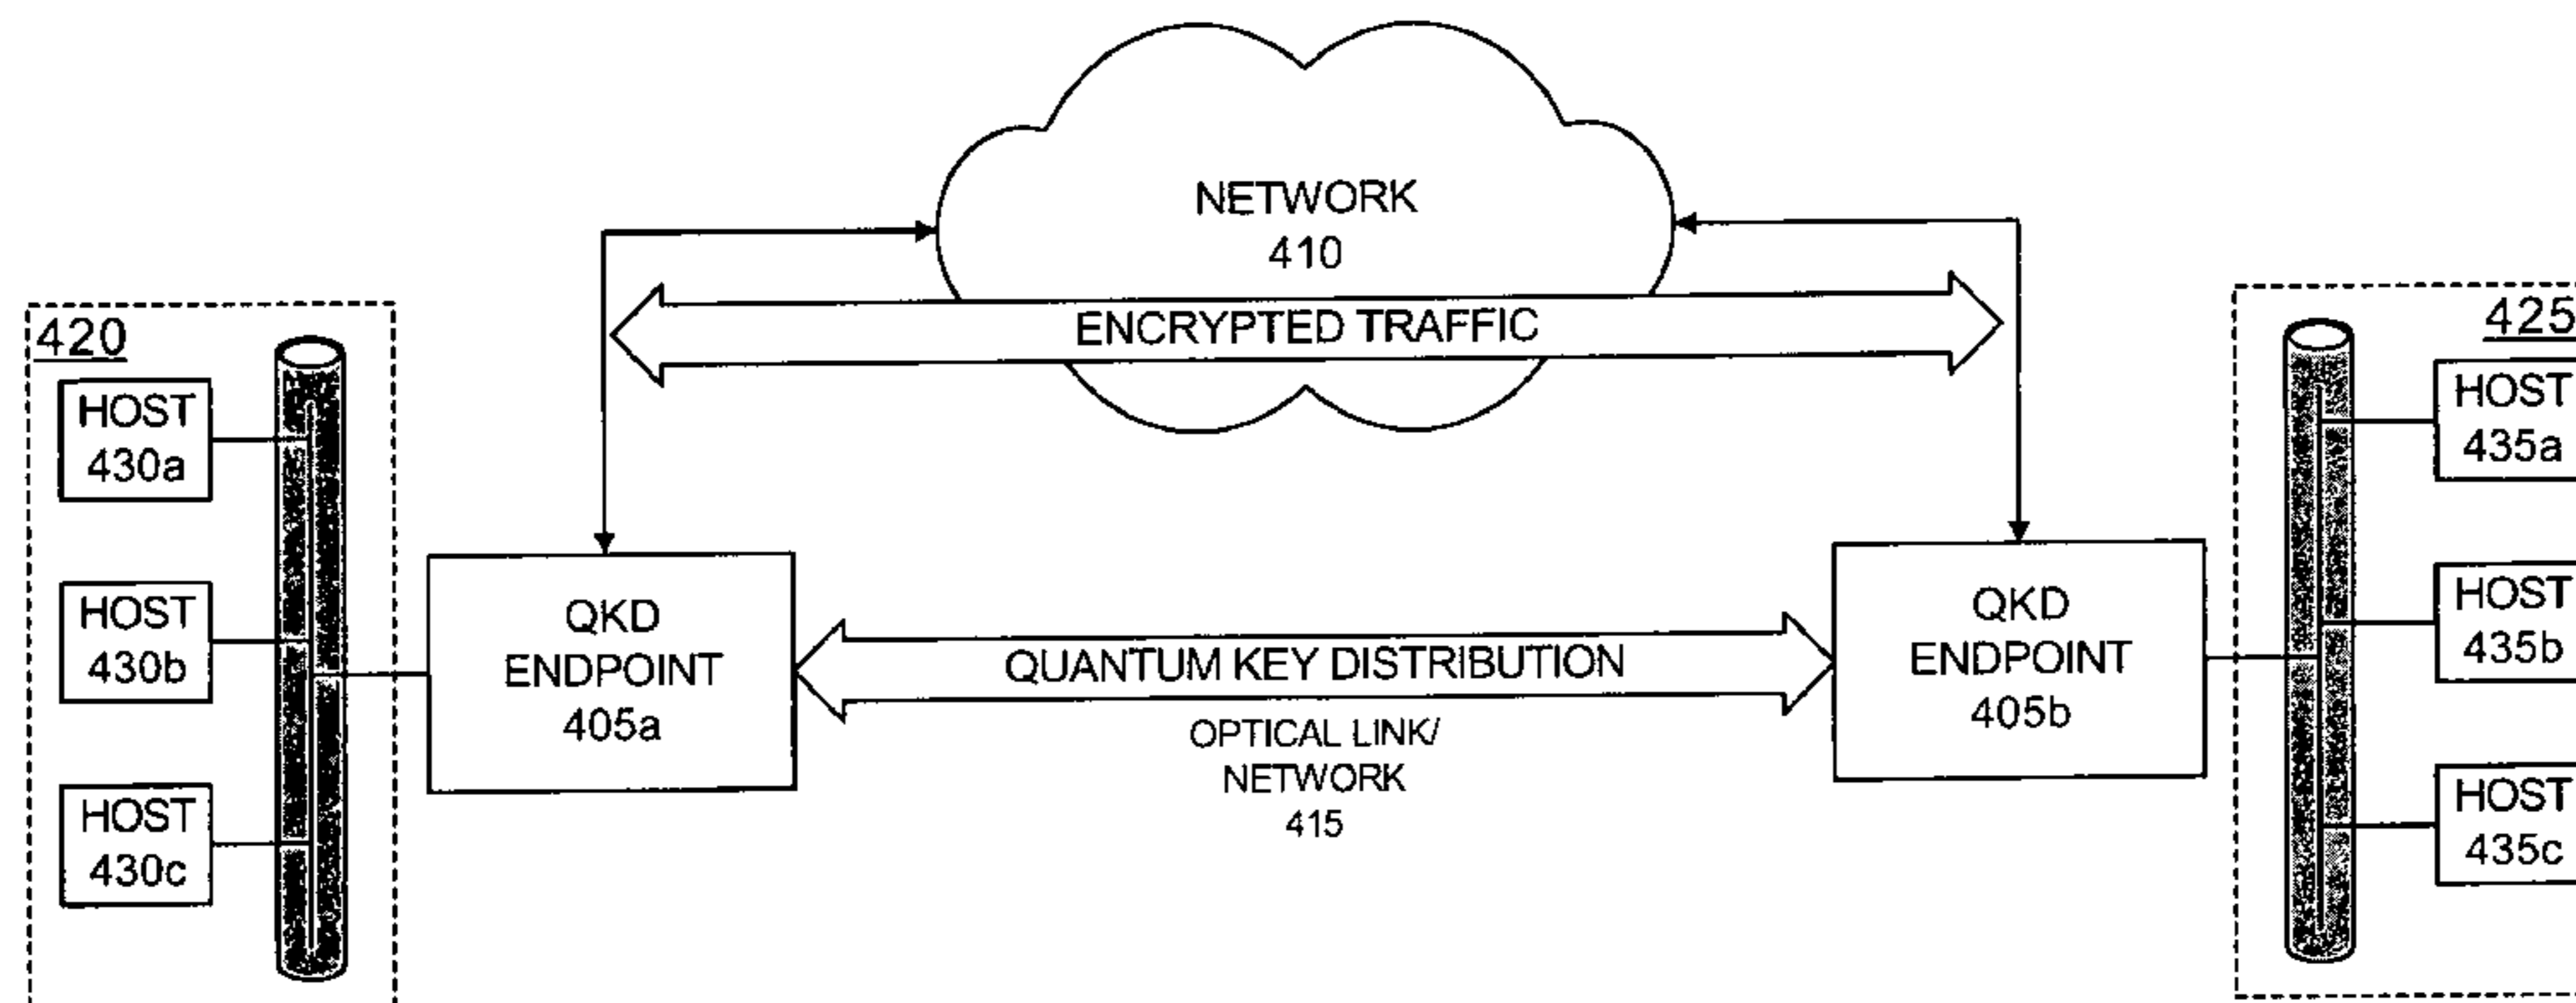 NETWORK
410
ENCRYPTED TRAFFIC
420
HOST
430a
HOST
430b
HOST
430c
QKD
ENDPOINT
405a
QUANTUM KEY DISTRIBUTION
OPTICAL LINK/
NETWORK
415
QKD
ENDPOINT
405b
425
HOST
435a
HOST
435b
HOST
435c